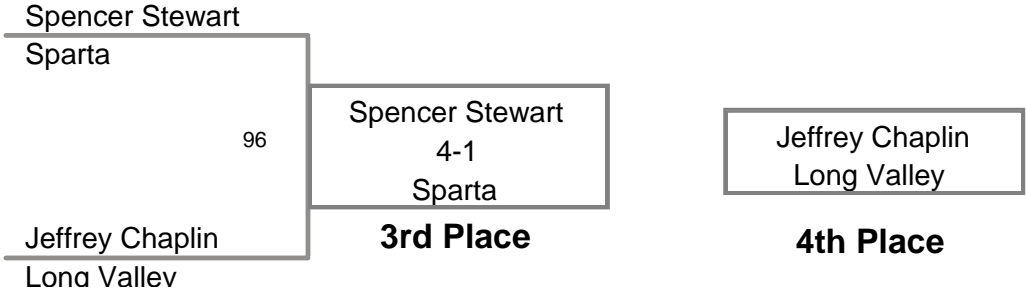 Spencer Stewart
Sparta
96
Jeffrey Chaplin
Long Valley
Spencer Stewart
4-1
Sparta
3rd Place
Jeffrey Chaplin
Long Valley
4th Place